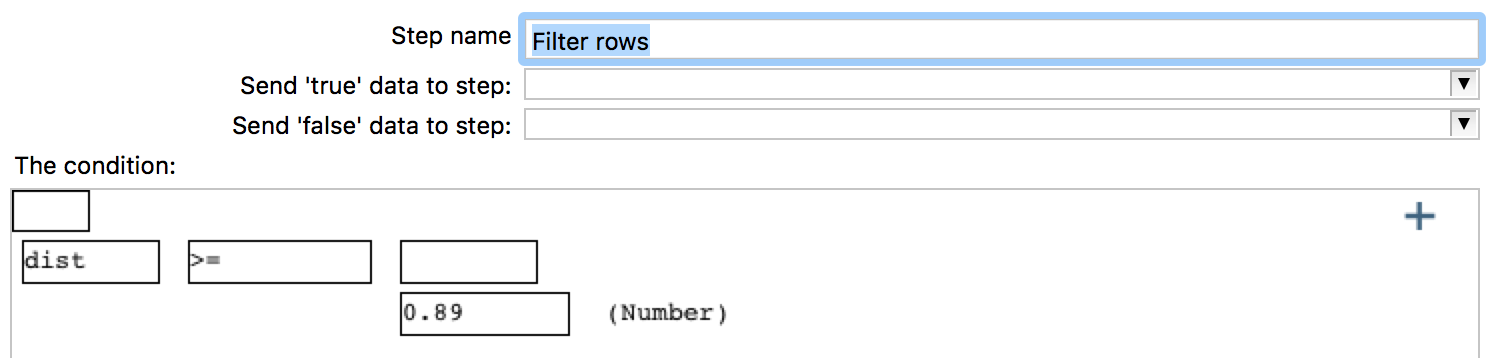 Step name Filter rows
Send 'true' data to step: ▼
Send 'false' data to step: ▼
The condition:
+
dist >=
0.89 (Number)